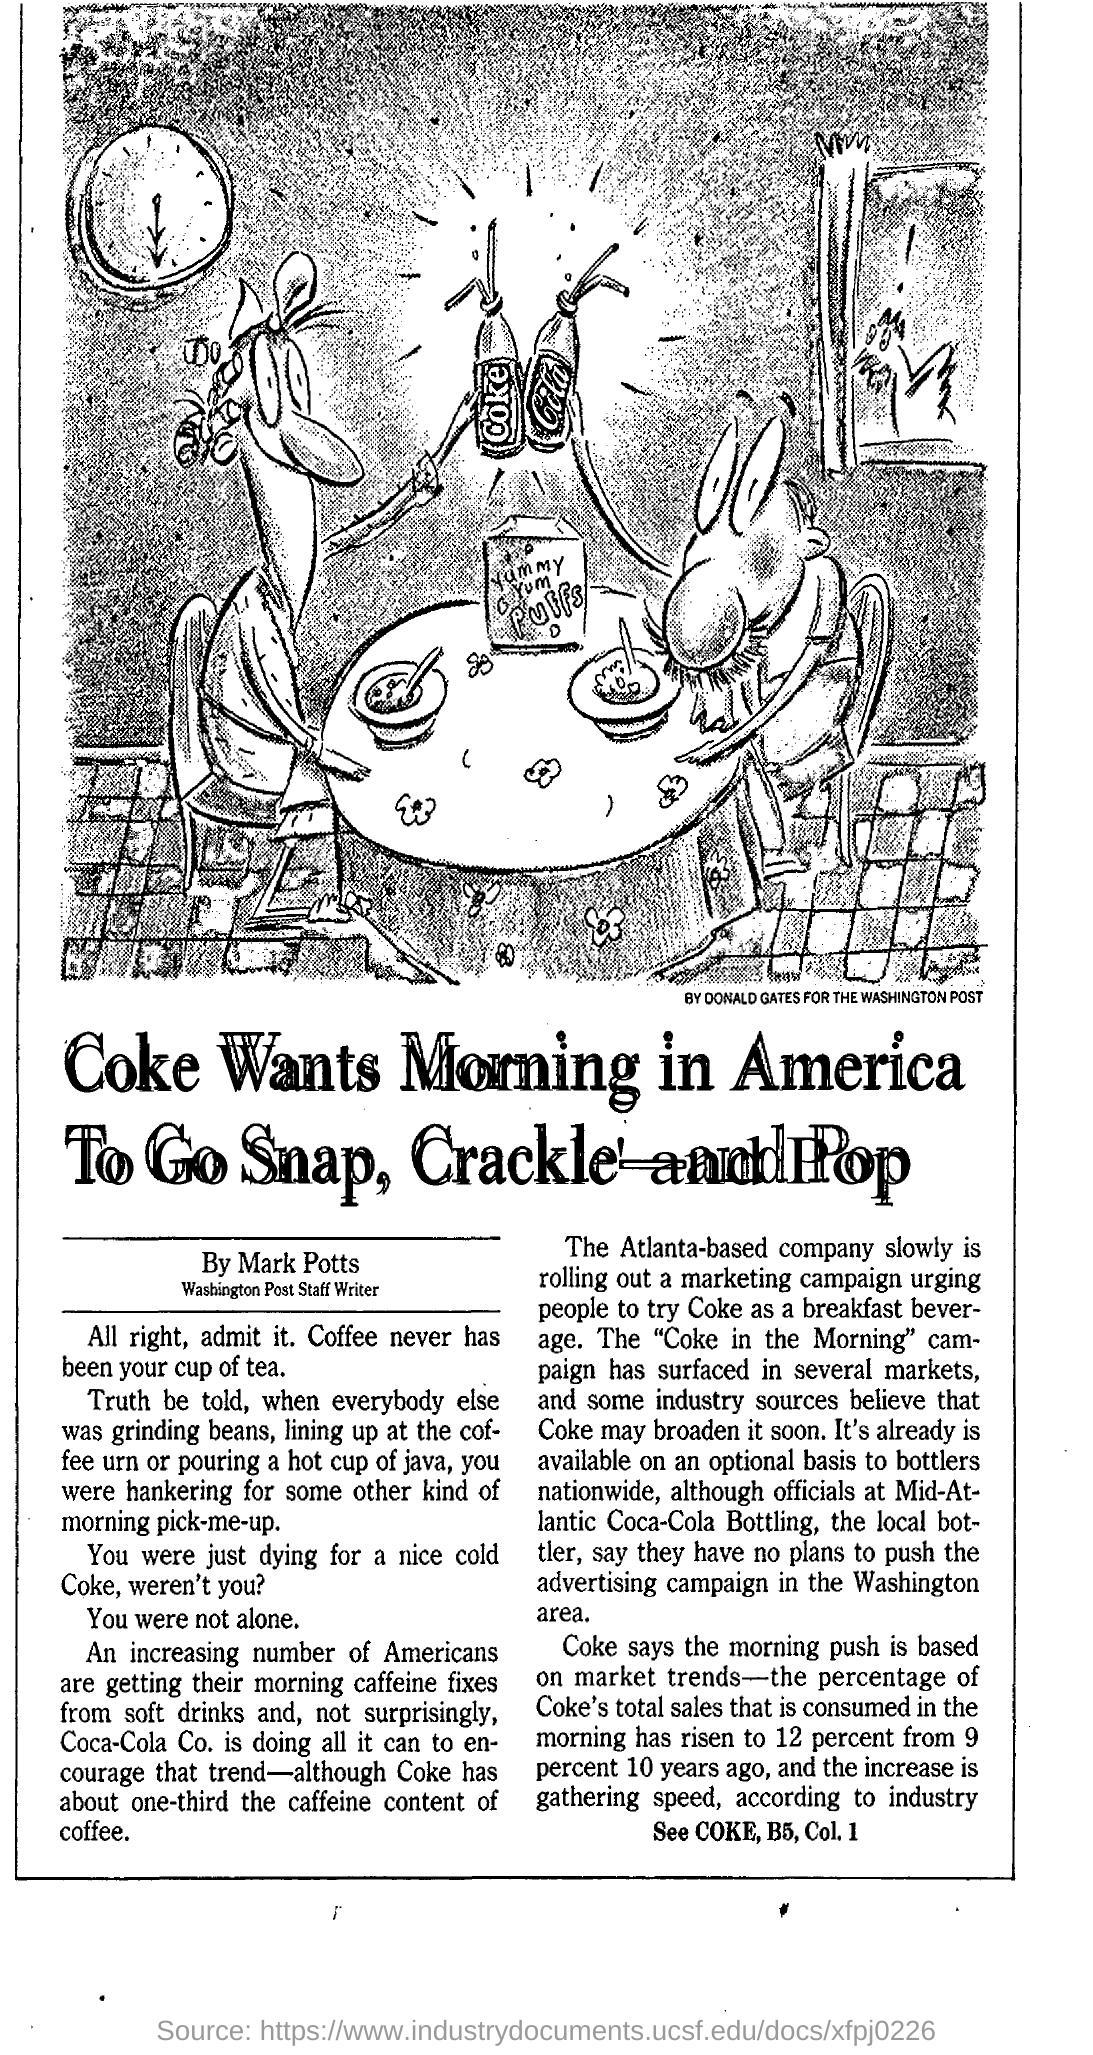 Coke
Cola
Yummy
Yum
Puffs
BY DONALD GATES FOR THE WASHINGTON POST
Coke Wants Morning in America
To Go Snap, Crackle—and Pop
By Mark Potts
Washington Post Staff Writer
All right, admit it. Coffee never has
been your cup of tea.
Truth be told, when everybody else
was grinding beans, lining up at the cof-
fee urn or pouring a hot cup of java, you
were hankering for some other kind of
morning pick-me-up.
You were just dying for a nice cold
Coke, weren't you?
You were not alone.
An increasing number of Americans
are getting their morning caffeine fixes
from soft drinks and, not surprisingly,
Coca-Cola Co. is doing all it can to en-
courage that trend—although Coke has
about one-third the caffeine content of
coffee.
The Atlanta-based company slowly is
rolling out a marketing campaign urging
people to try Coke as a breakfast bever-
age. The "Coke in the Morning" cam-
paign has surfaced in several markets,
and some industry sources believe that
Coke may broaden it soon. It's already is
available on an optional basis to bottlers
nationwide, although officials at Mid-At-
lantic Coca-Cola Bottling, the local bot-
tler, say they have no plans to push the
advertising campaign in the Washington
area.
Coke says the morning push is based
on market trends—the percentage of
Coke's total sales that is consumed in the
morning has risen to 12 percent from 9
percent 10 years ago, and the increase is
gathering speed, according to industry
See COKE, B5, Col. 1
Source: https://www.industrydocuments.ucsf.edu/docs/xfpj0226